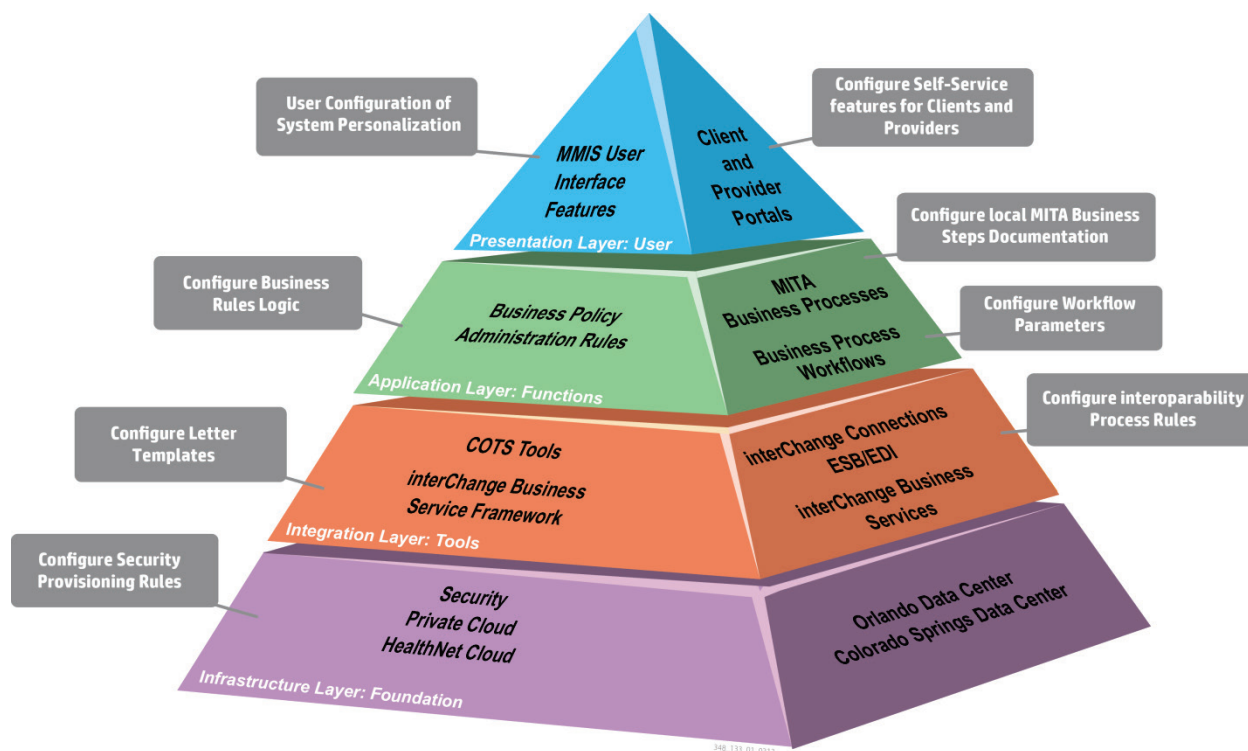 User Configuration of
System Personalization
Configure Self-Service
features for Clients and
Providers
MMIS User
Interface
Features
Client
and
Provider
Portals
Presentation Layer: User
Configure local MITA Business
Steps Documentation
Configure Business
Rules Logic
Business Policy
Administration Rules
MITA
Business Processes
Business Process
Workflows
Configure Workflow
Parameters
Application Layer: Functions
Configure interoparability
Process Rules
Configure Letter
Templates
COTS Tools
interChange Business
Service Framework
interChange Connections
ESB/EDI
interChange Business
Services
Integration Layer: Tools
Configure Security
Provisioning Rules
Security
Private Cloud
HealthNet Cloud
Orlando Data Center
Colorado Springs Data Center
Infrastructure Layer: Foundation